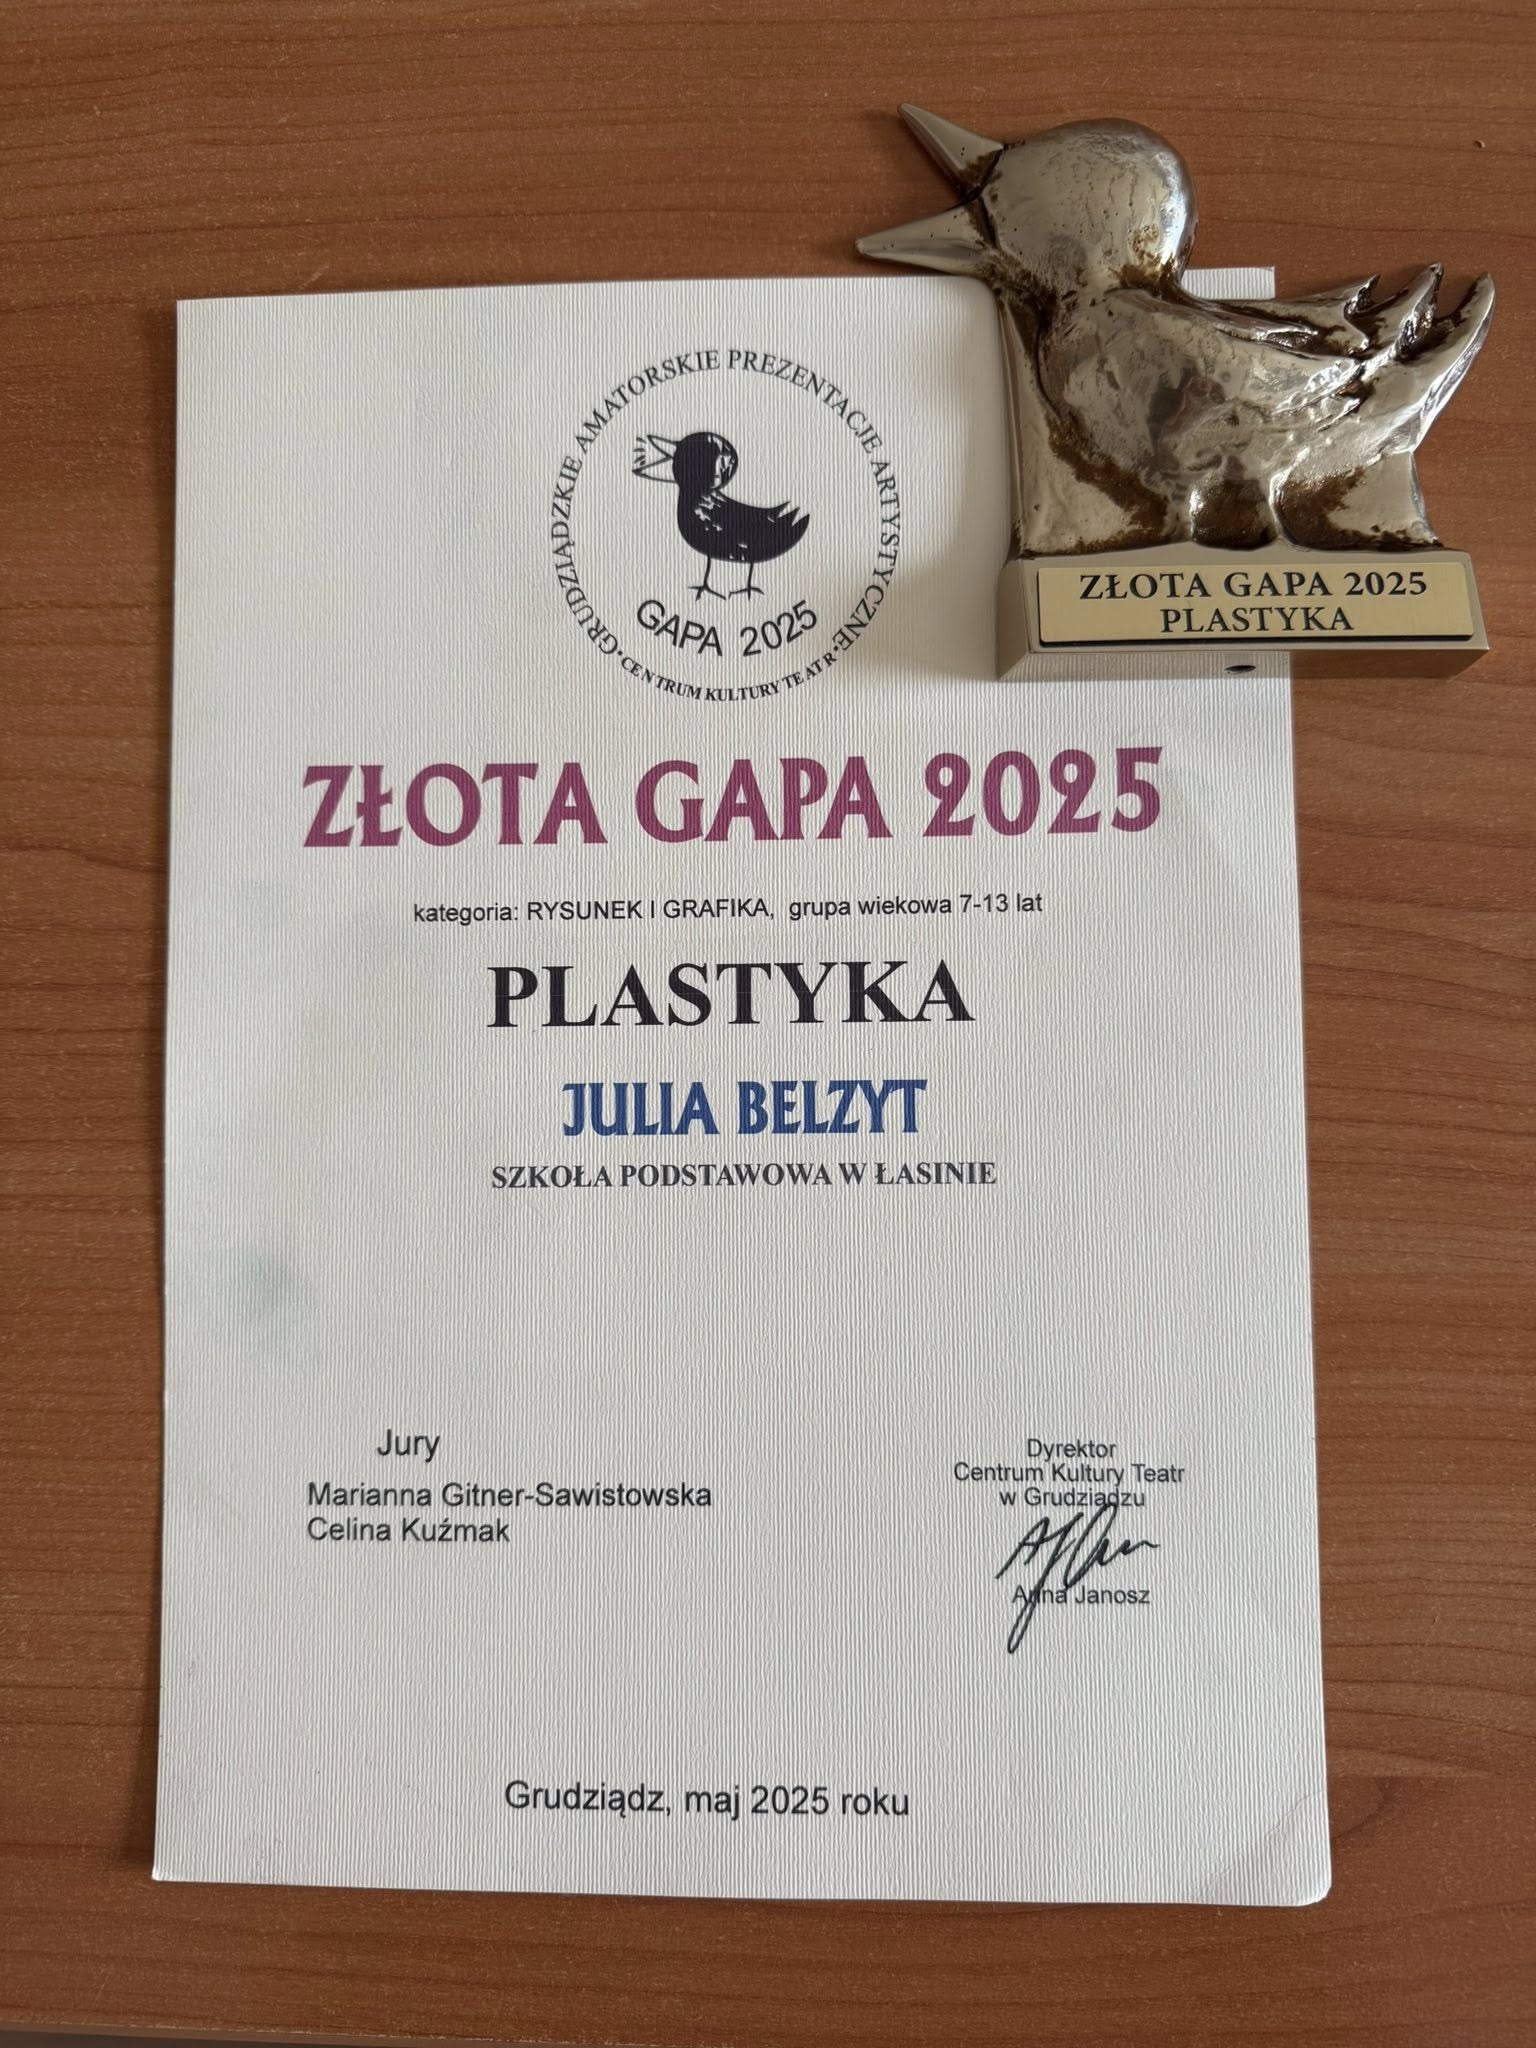 GRUDZIĄDZKIE AMATORSKIE PREZENTACJE ARTYSTYCZNE
GAPA 2025
•CENTRUM KULTURY TEATR•
ZŁOTA GAPA 2025
PLASTYKA
ZŁOTA GAPA 2025
kategoria: RYSUNEK I GRAFIKA, grupa wiekowa 7-13 lat
PLASTYKA
JULIA BELZYT
SZKOŁA PODSTAWOWA W ŁASINIE
Jury
Marianna Gitner-Sawistowska
Celina Kuźmak
Dyrektor
Centrum Kultury Teatr
w Grudziądzu
Anna Janosz
Grudziądz, maj 2025 roku